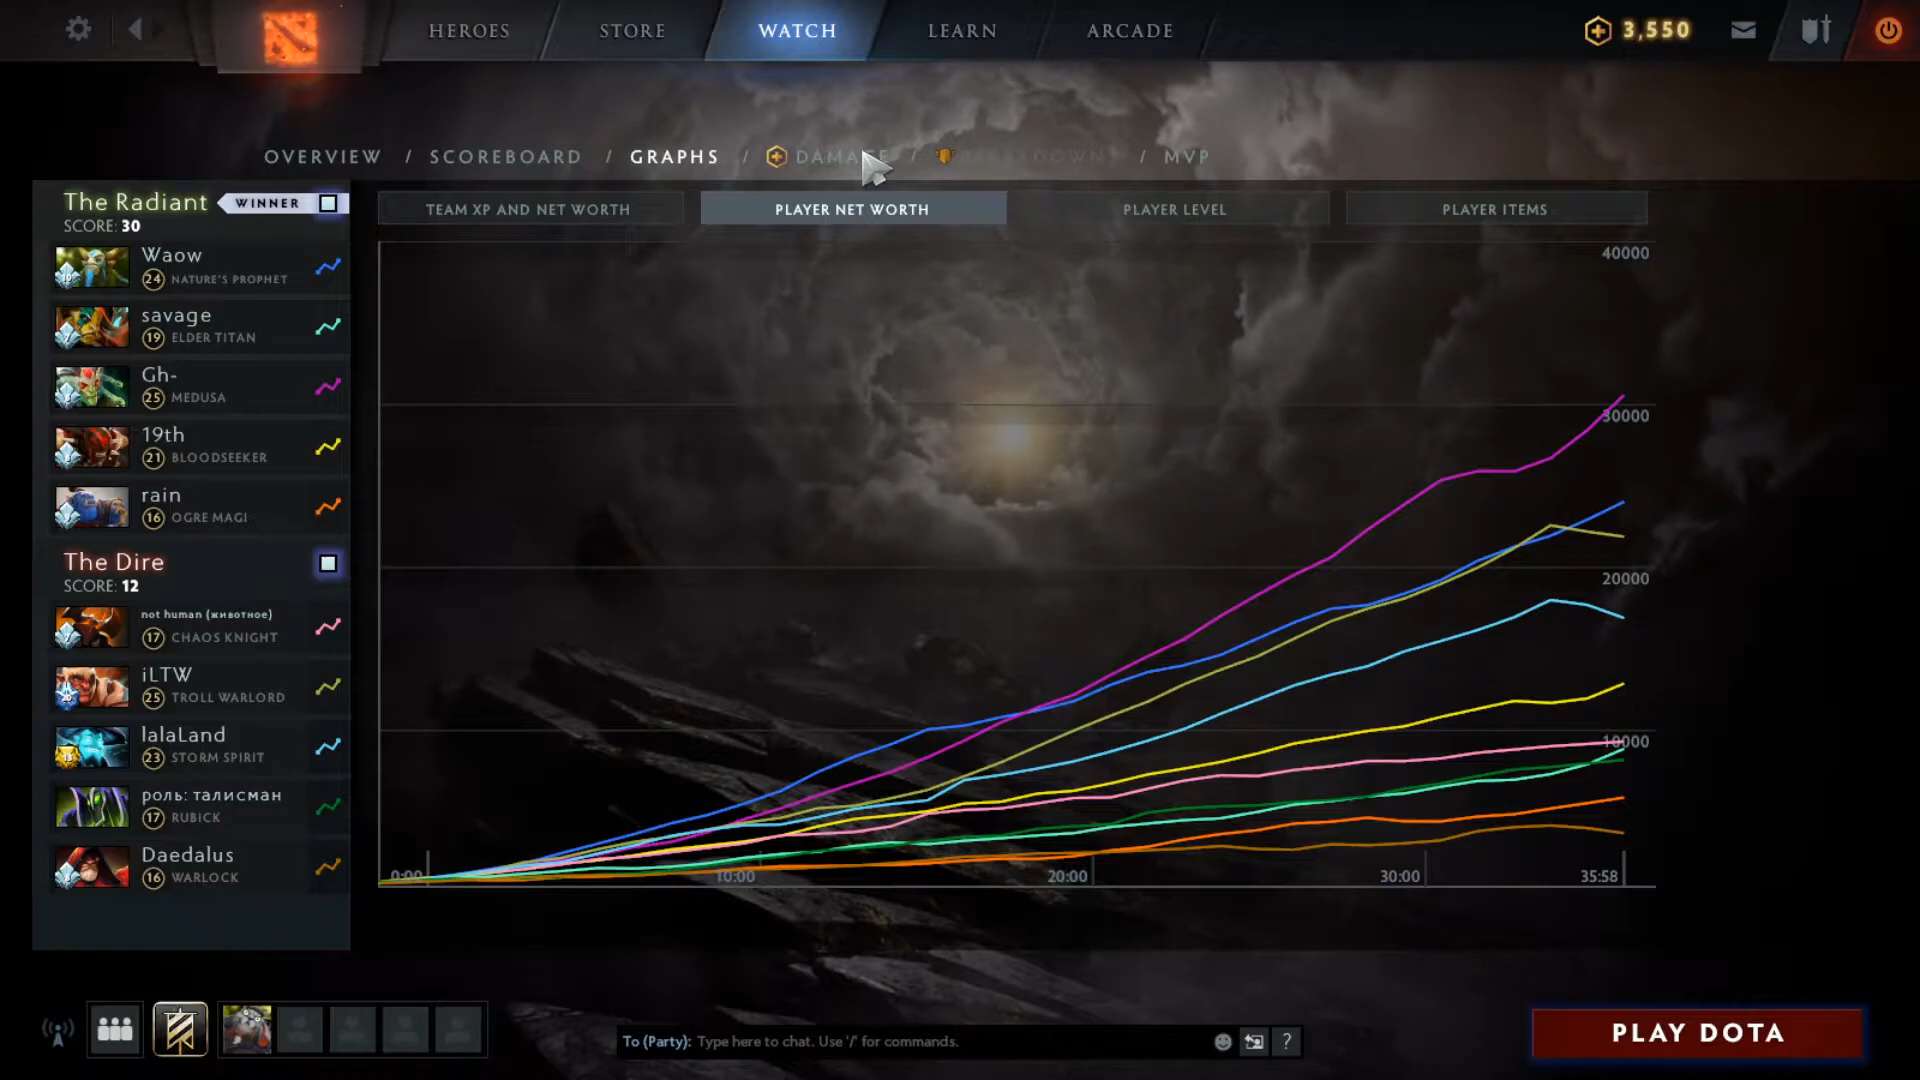 HEROES
STORE
WATCH
LEARN
ARCADE
3,550
OVERVIEW / SCOREBOARD / GRAPHS / DAMAGE / / MVP
The Radiant
WINNER
SCORE: 30
TEAM XP AND NET WORTH
PLAYER NET WORTH
PLAYER LEVEL
PLAYER ITEMS
Waow
24 NATURE'S PROPHET
savage
19 ELDER TITAN
Gh-
25 MEDUSA
19th
21 BLOODSEEKER
rain
16 OGRE MAGI
The Dire
SCORE: 12
not human (животное)
17 CHAOS KNIGHT
iLTW
25 TROLL WARLORD
lalaLand
23 STORM SPIRIT
роль: талисман
17 RUBICK
Daedalus
16 WARLOCK
40000
30000
20000
10000
0:00
10:00
20:00
30:00
35:58
To (Party): Type here to chat. Use '/' for commands.
?
PLAY DOTA